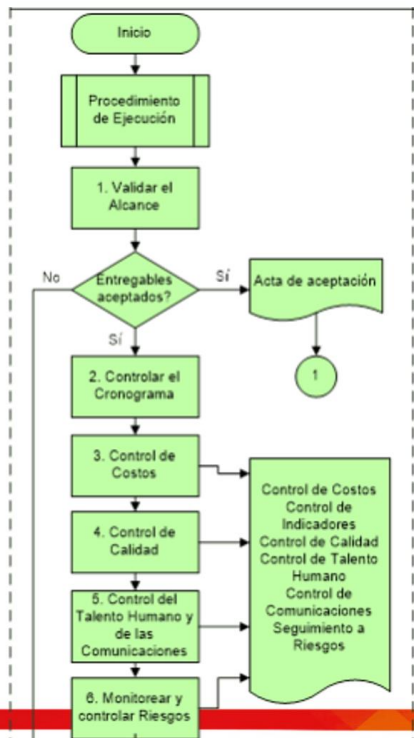 Inicio
Procedimiento
de Ejecución
1. Validar el
Alcance
No
Entregables
aceptados?
Sí
Acta de aceptación
Sí
1
2. Controlar el
Cronograma
3. Control de
Costos
4. Control de
Calidad
5. Control del
Talento Humano y
de las
Comunicaciones
6. Monitorear y
controlar Riesgos
Control de Costos
Control de
Indicadores
Control de Calidad
Control de Talento
Humano
Control de
Comunicaciones
Seguimiento a
Riesgos